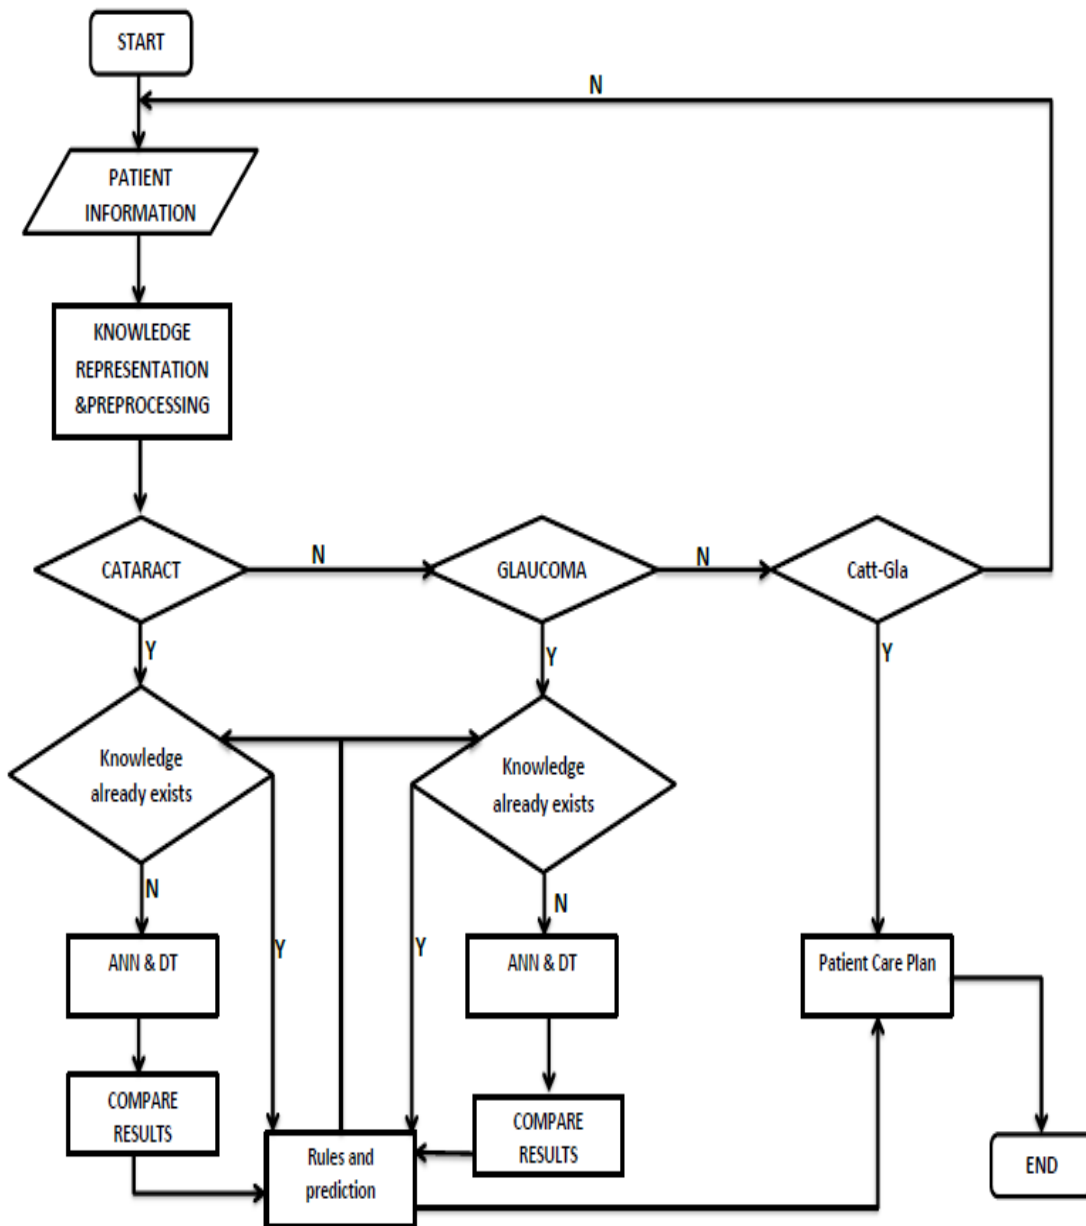 START
N
PATIENT
INFORMATION
KNOWLEDGE
REPRESENTATION
&PREPROCESSING
CATARACT
N
GLAUCOMA
N
Catt-Gla
Y
Y
Y
Knowledge
already exists
Knowledge
already exists
N
N
Y
Y
ANN & DT
ANN & DT
Patient Care Plan
COMPARE
RESULTS
COMPARE
RESULTS
Rules and
prediction
END